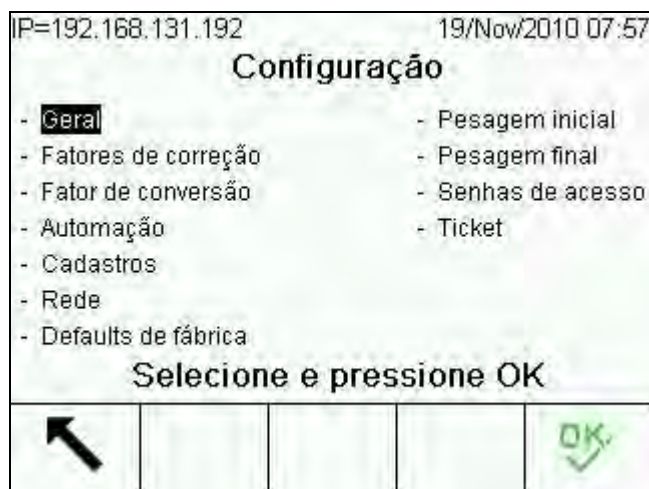 IP=192.168.131.192 19/Nov/2010 07:57
Configuração
- Geral
- Fatores de correção
- Fator de conversão
- Automação
- Cadastros
- Rede
- Defaults de fábrica
- Pesagem inicial
- Pesagem final
- Senhas de acesso
- Ticket
Selecione e pressione OK
OK